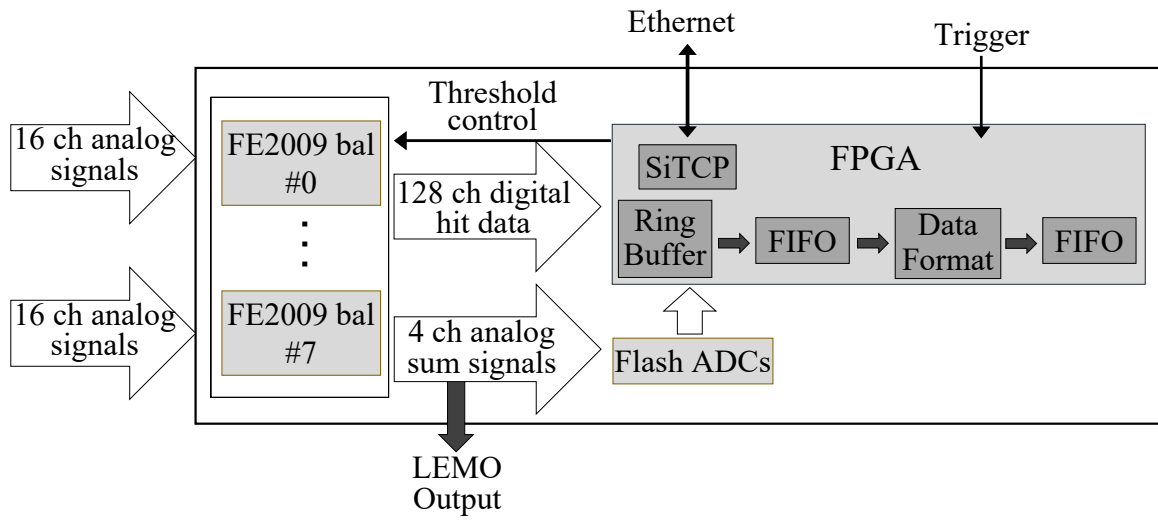 Ethernet
Trigger
Threshold
control
16 ch analog
signals
FE2009 bal
#0
128 ch digital
hit data
FPGA
SiTCP
Ring
Buffer
FIFO
Data
Format
FIFO
16 ch analog
signals
FE2009 bal
#7
4 ch analog
sum signals
Flash ADCs
LEMO
Output